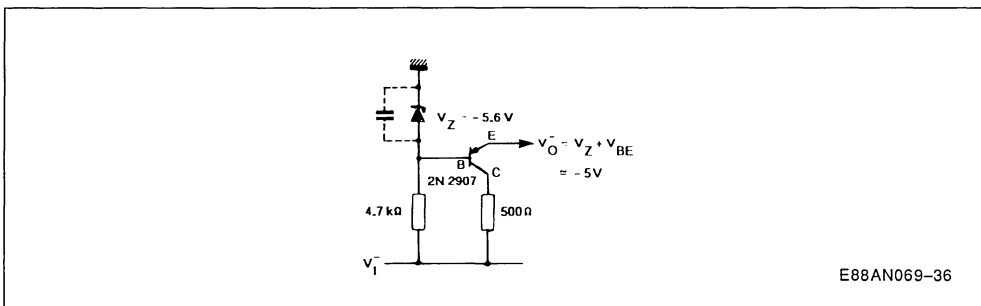 V_Z = -5.6 V
E
V_O^- = V_Z + V_BE
≃ -5V
B
C
2N 2907
4.7 kΩ
500 Ω
V_I^-
E88AN069-36